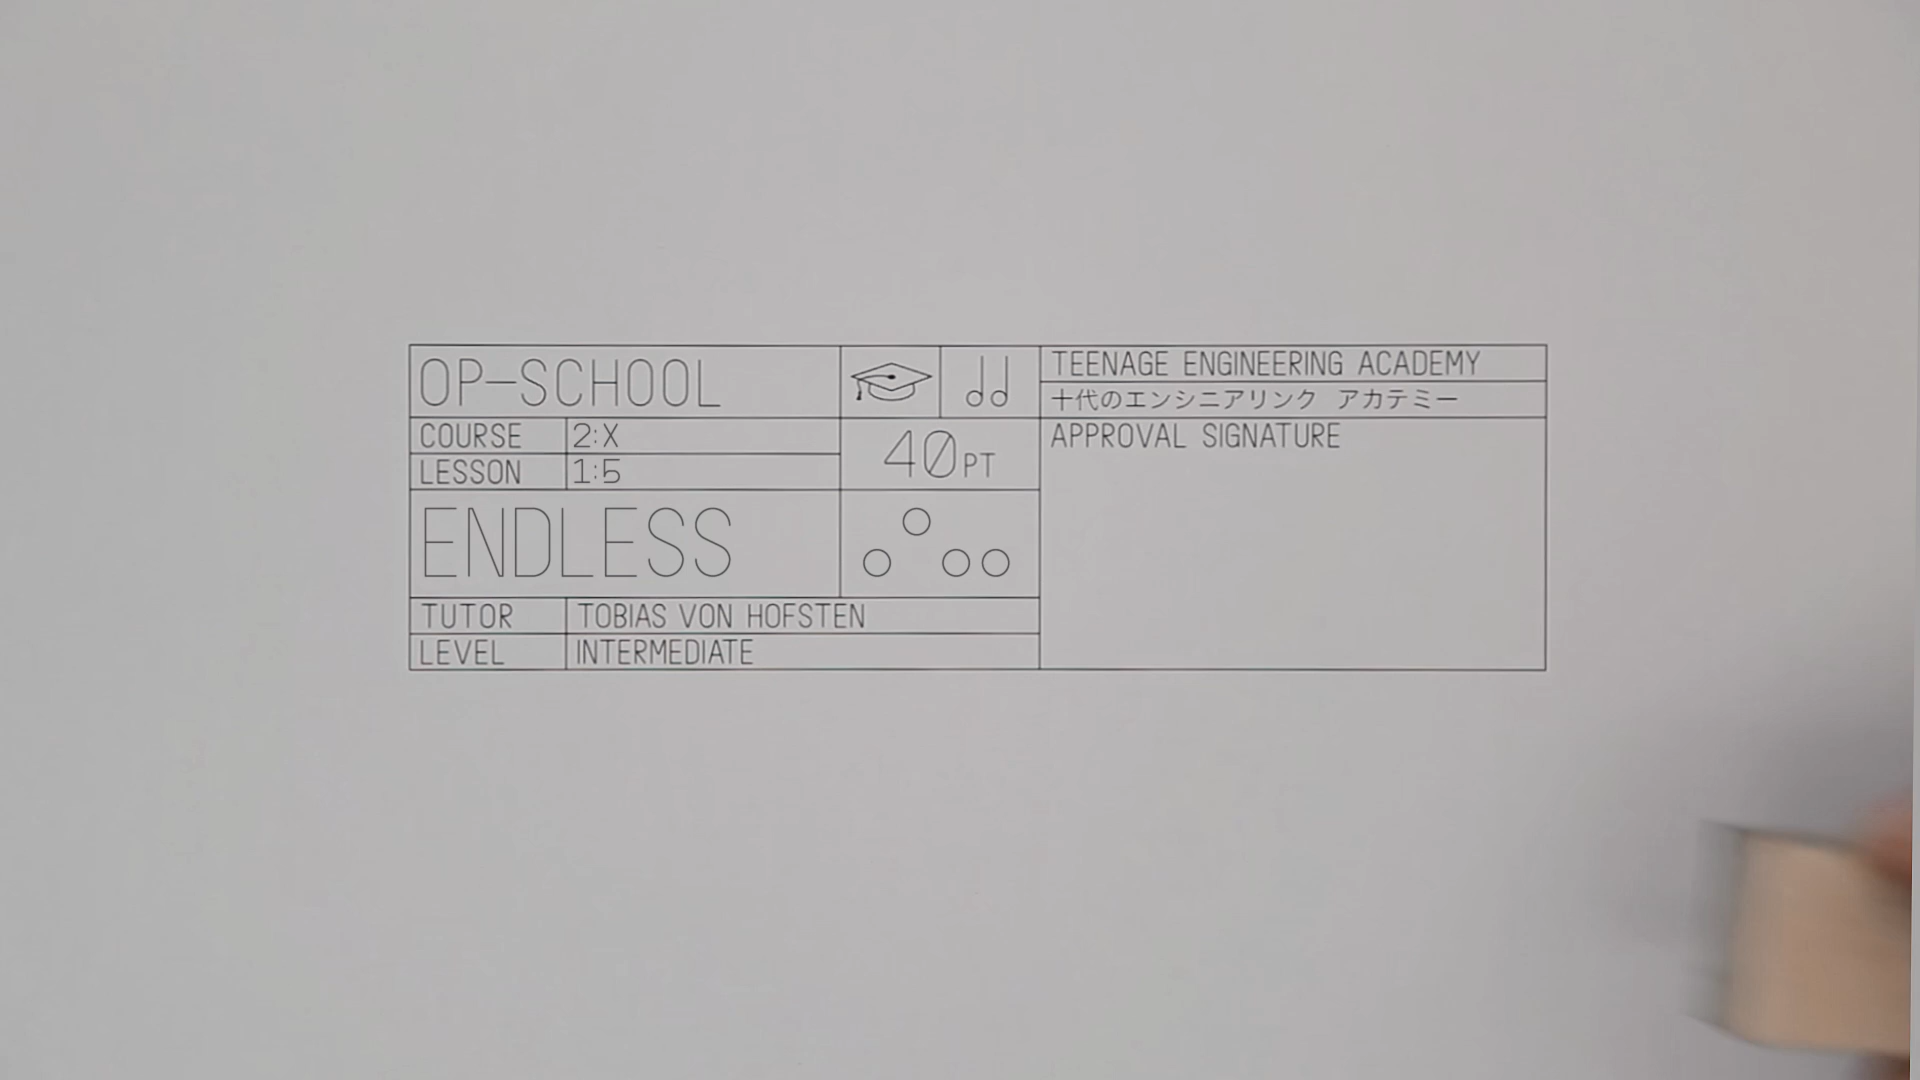 OP-SCHOOL
TEENAGE ENGINEERING ACADEMY
十代のエンシニアリンク アカテミー
COURSE 2:X
LESSON 1:5
40PT
APPROVAL SIGNATURE
ENDLESS
TUTOR TOBIAS VON HOFSTEN
LEVEL INTERMEDIATE